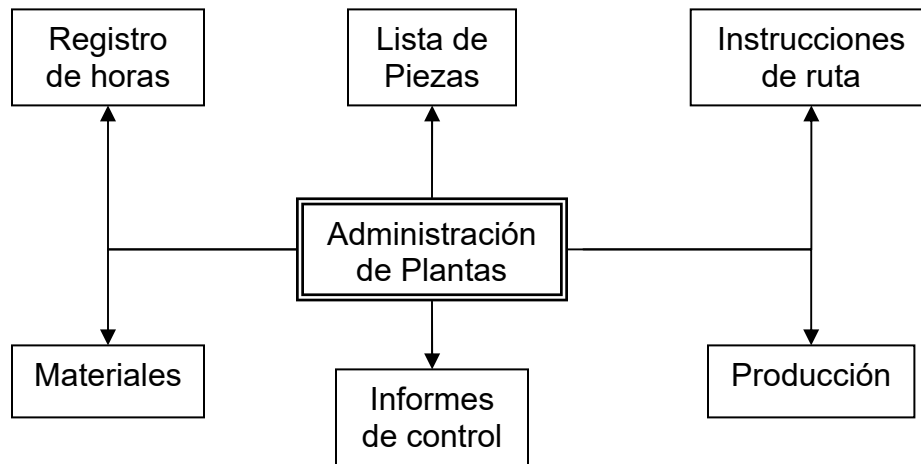 Registro
de horas
Lista de
Piezas
Instrucciones
de ruta
Administración
de Plantas
Materiales
Informes
de control
Producción